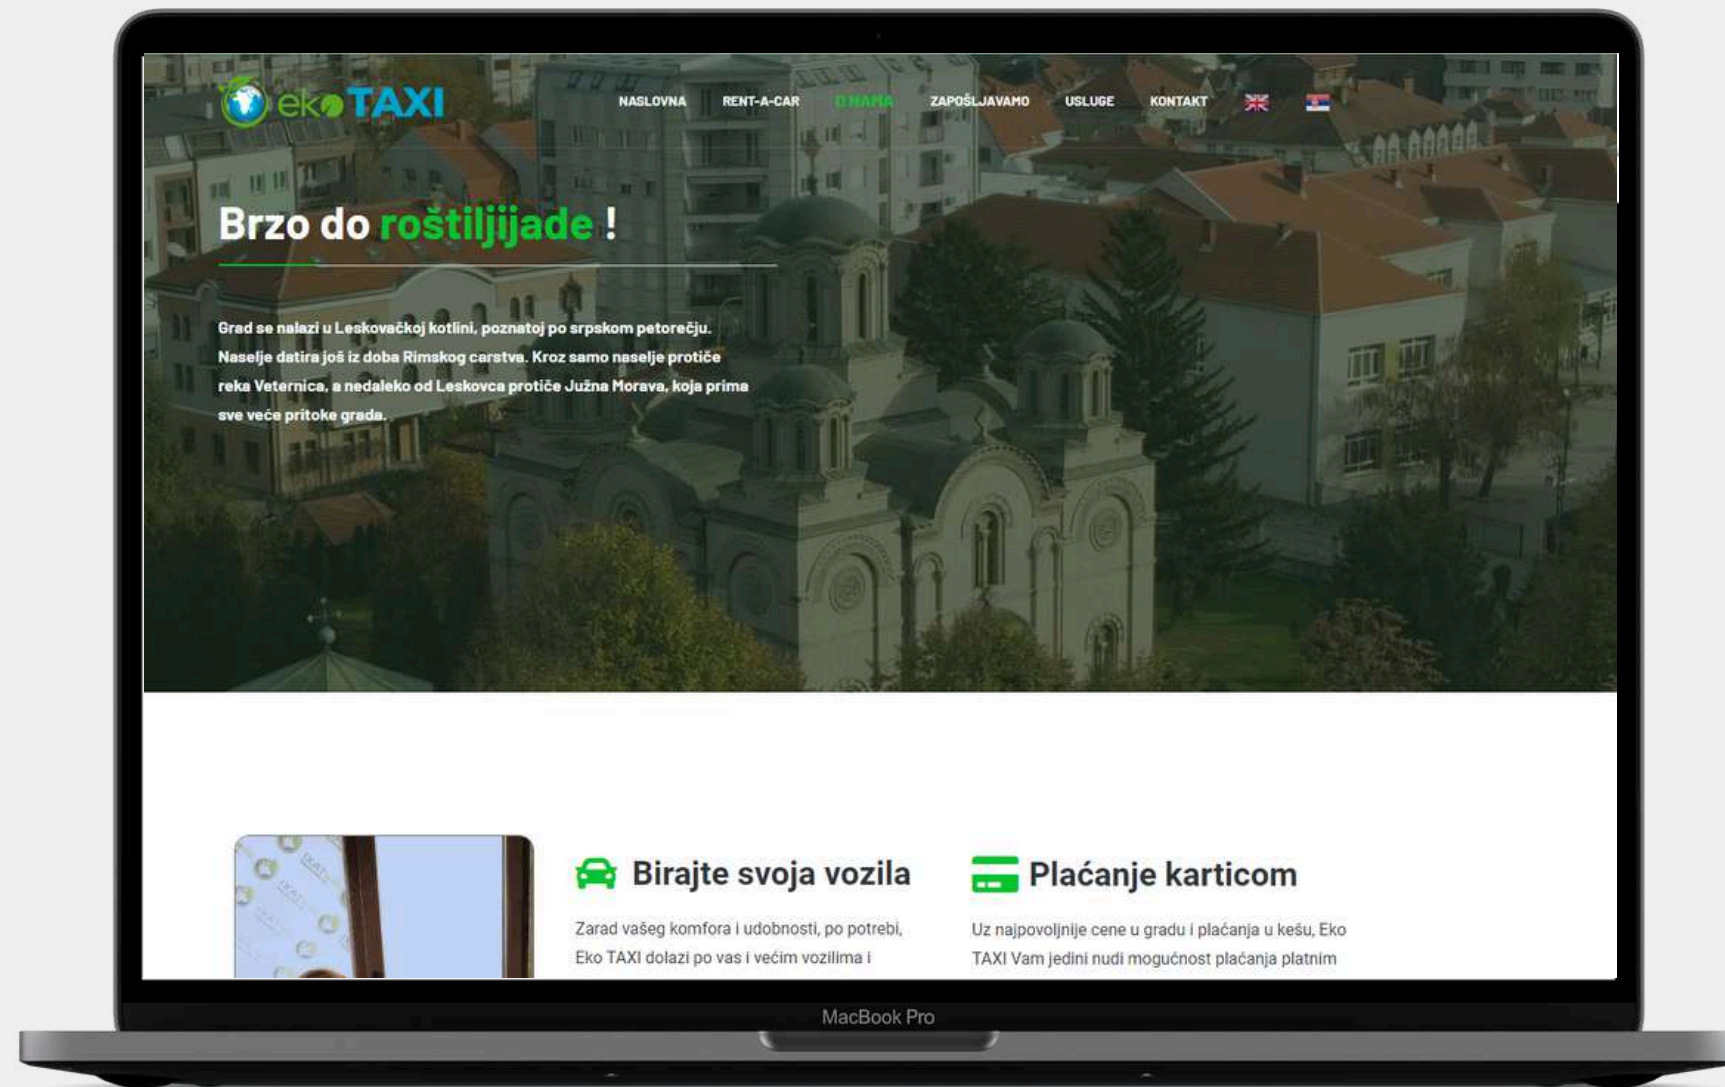 eko TAXI
NASLOVNA RENT-A-CAR O NAMA ZAPOŠLJAVAMO USLUGE KONTAKT
Brzo do roštiljijade !
Grad se nalazi u Leskovačkoj kotlini, poznatoj po srpskom petorečju.
Naselje datira još iz doba Rimskog carstva. Kroz samo naselje protiče
reka Veternica, a nedaleko od Leskovca protiče Južna Morava, koja prima
sve veće pritoke grada.
Birajte svoja vozila
Zarad vašeg komfora i udobnosti, po potrebi,
Eko TAXI dolazi po vas i većim vozilima i
Plaćanje karticom
Uz najpovoljnije cene u gradu i plaćanja u kešu, Eko
TAXI Vam jedini nudi mogućnost plaćanja platnim
MacBook Pro